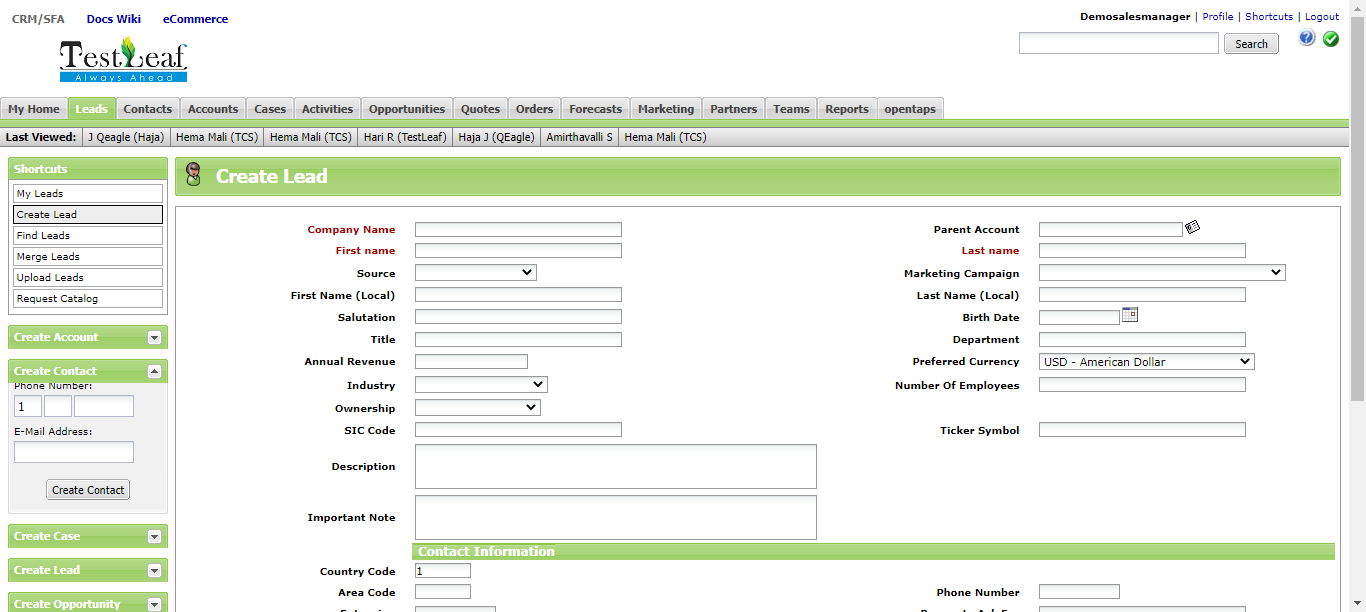 CRM/SFA Docs Wiki eCommerce
Demosalesmanager | Profile | Shortcuts | Logout
TestLeaf
Always Ahead
Search
?
My Home Leads Contacts Accounts Cases Activities Opportunities Quotes Orders Forecasts Marketing Partners Teams Reports opentaps
Last Viewed: J Qeagle (Haja) Hema Mali (TCS) Hema Mali (TCS) Hari R (TestLeaf) Haja J (QEagle) Amirthavalli S Hema Mali (TCS)
Shortcuts
My Leads
Create Lead
Find Leads
Merge Leads
Upload Leads
Request Catalog
Create Account
Create Contact
Phone Number:
1
E-Mail Address:
Create Contact
Create Case
Create Lead
Create Opportunity
Create Lead
Company Name Parent Account
First name Last name
Source Marketing Campaign
First Name (Local) Last Name (Local)
Salutation Birth Date
Title Department
Annual Revenue Preferred Currency USD - American Dollar
Industry Number Of Employees
Ownership
SIC Code Ticker Symbol
Description
Important Note
Contact Information
Country Code 1
Area Code Phone Number